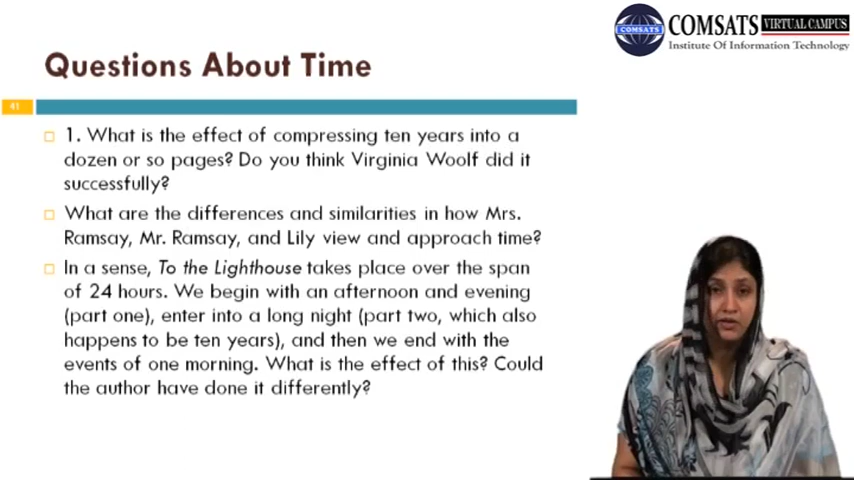 COMSATS VIRTUAL CAMPUS
COMSATS
Institute Of Information Technology
Questions About Time
41
1. What is the effect of compressing ten years into a
dozen or so pages? Do you think Virginia Woolf did it
successfully?
What are the differences and similarities in how Mrs.
Ramsay, Mr. Ramsay, and Lily view and approach time?
In a sense, To the Lighthouse takes place over the span
of 24 hours. We begin with an afternoon and evening
(part one), enter into a long night (part two, which also
happens to be ten years), and then we end with the
events of one morning. What is the effect of this? Could
the author have done it differently?